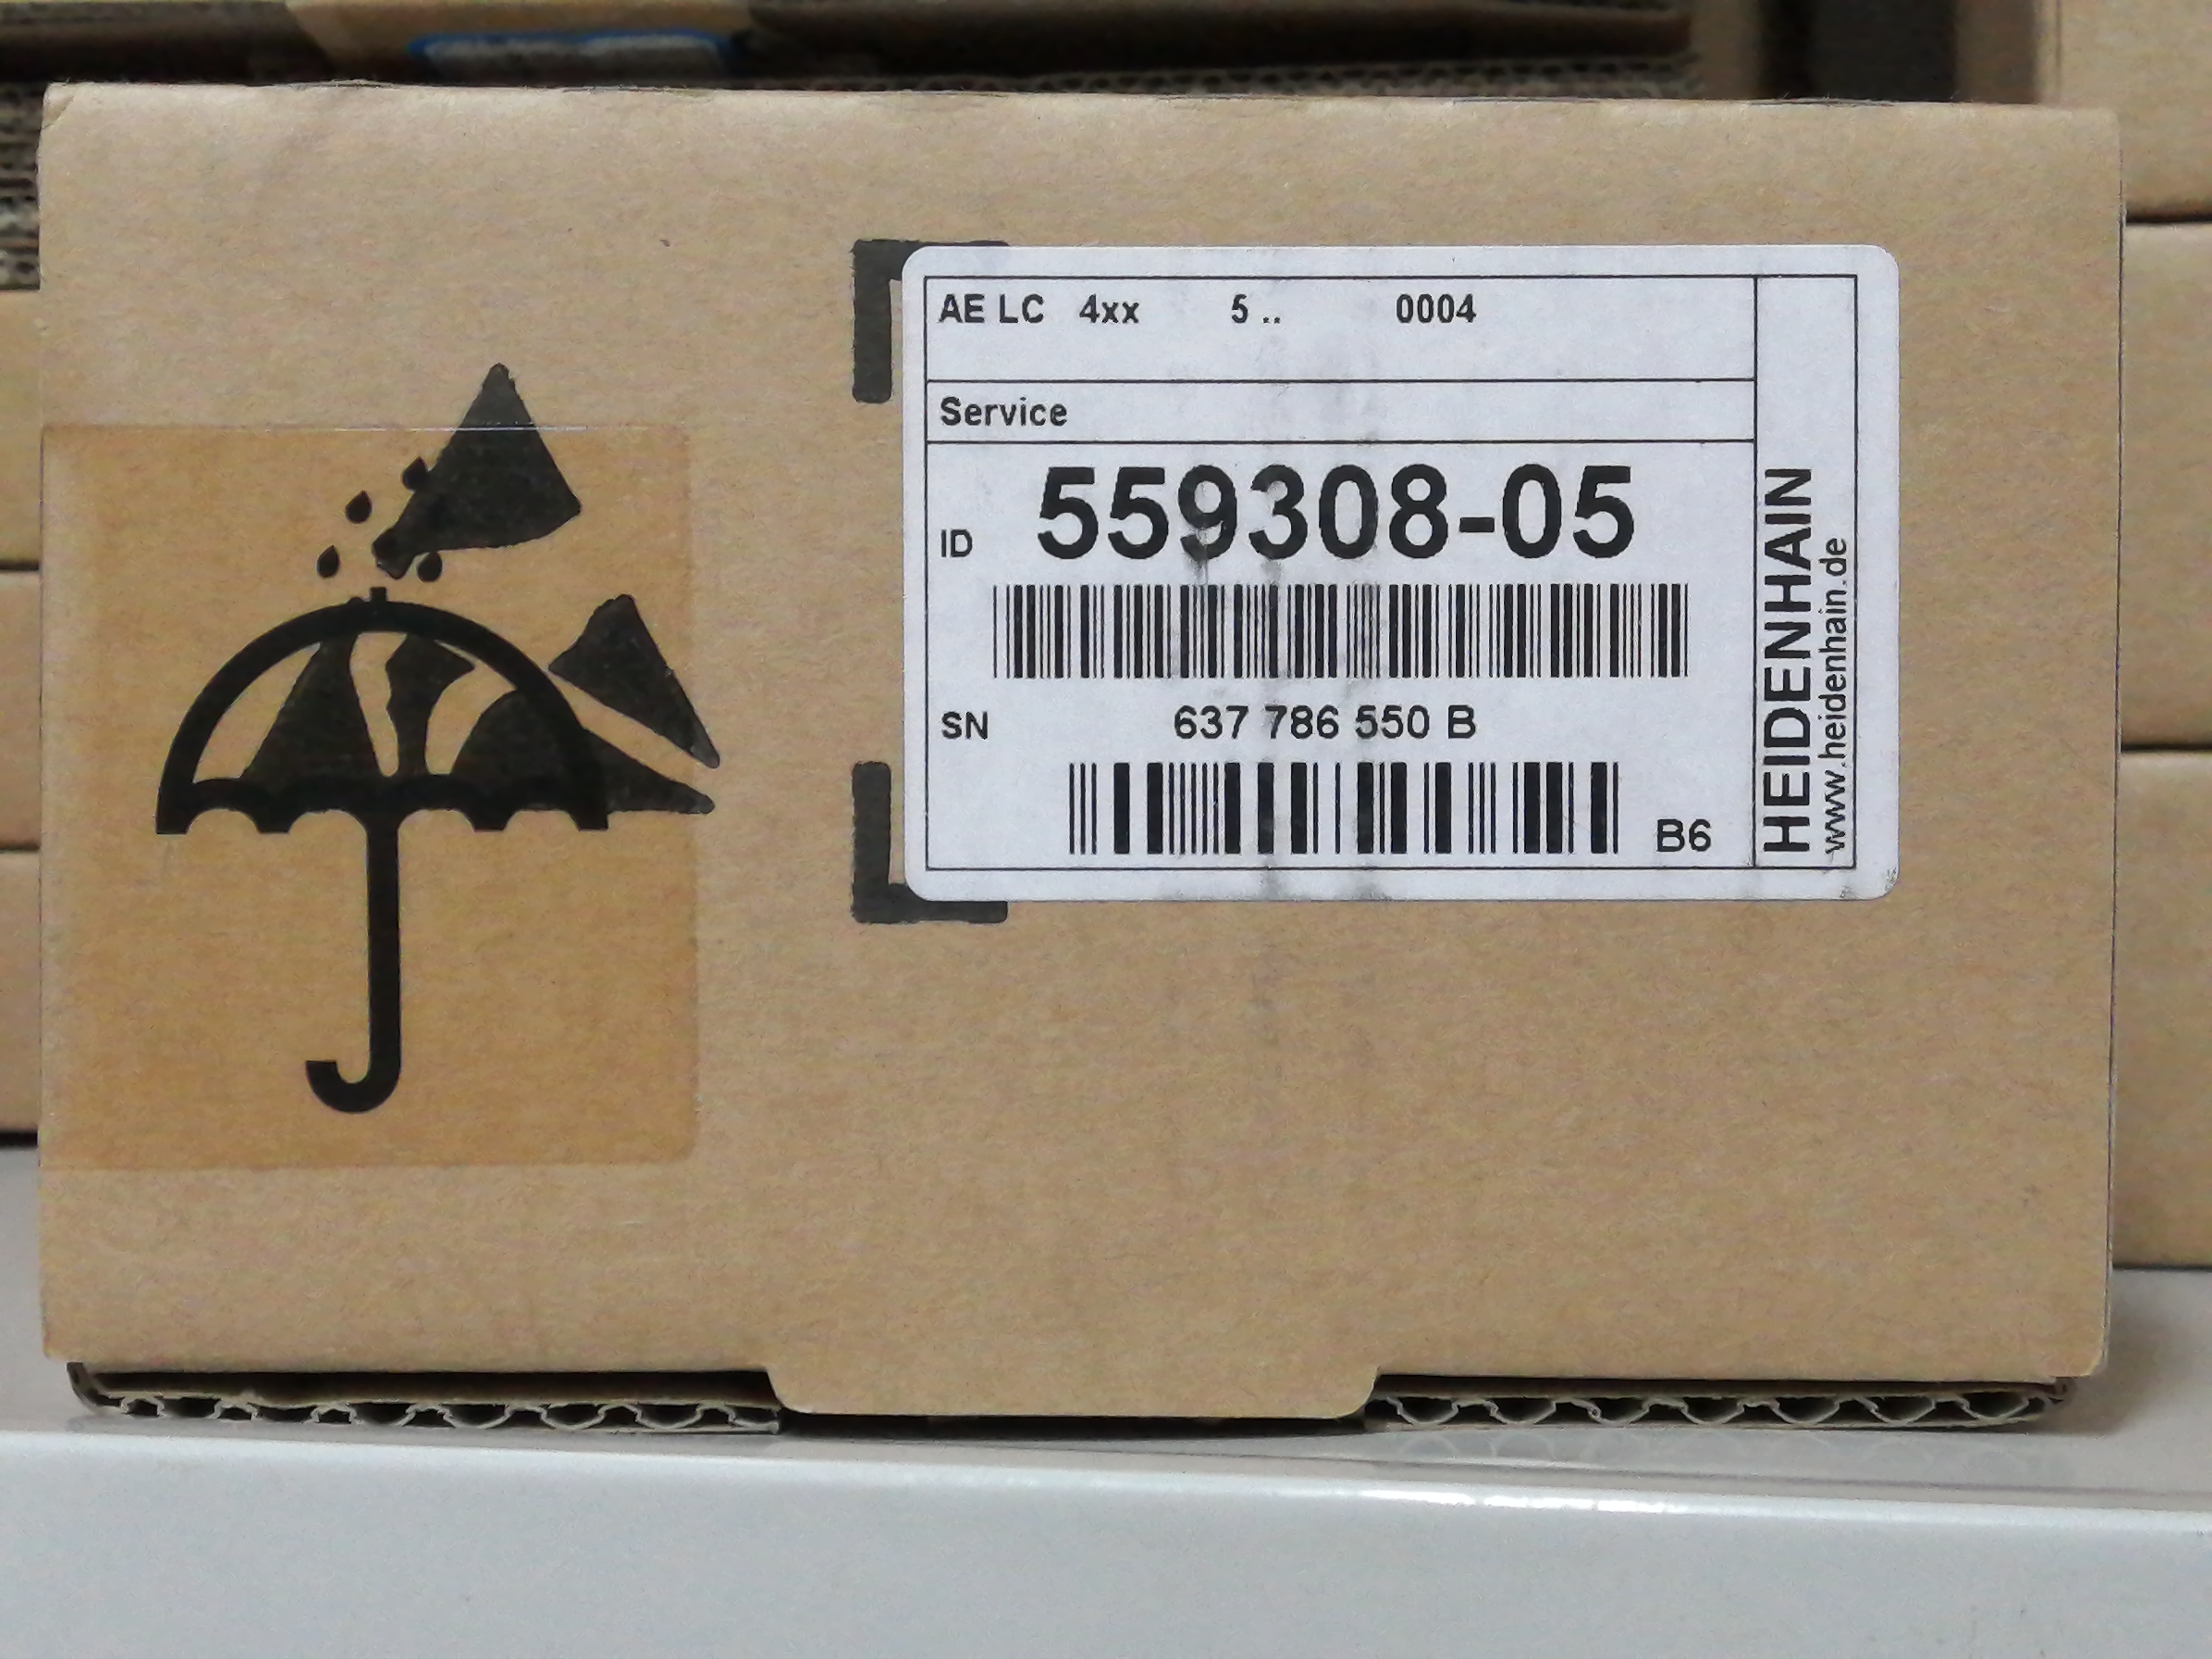 AE LC 4xx 5 .. 0004
Service
ID 559308-05
SN 637 786 550 B
B6
HEIDENHAIN
www.heidenhain.de